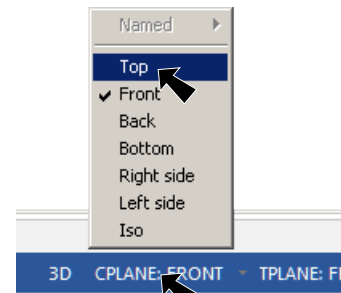 Named
Top
Front
Back
Bottom
Right side
Left side
Iso
3D CPLANE: FRONT TPLANE: F